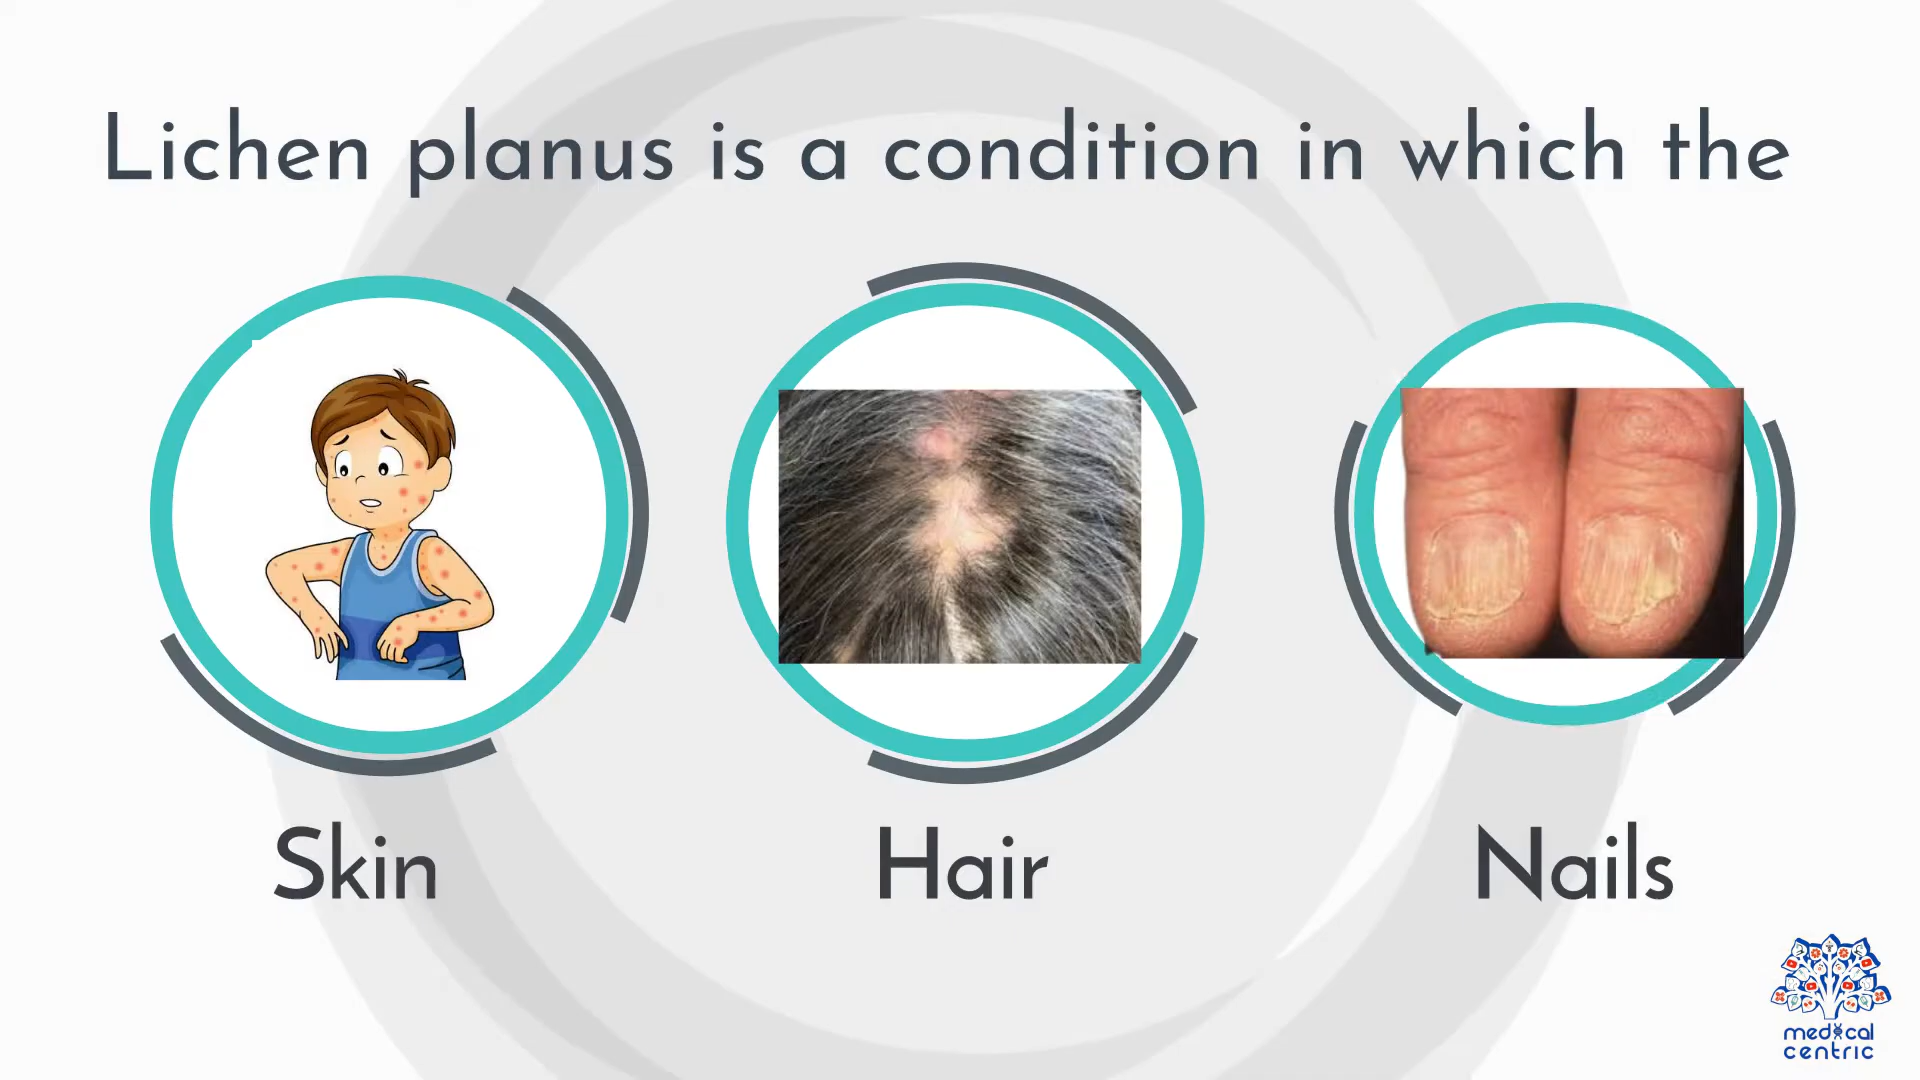 Lichen planus is a condition in which the
Skin
Hair
Nails
medical
centric